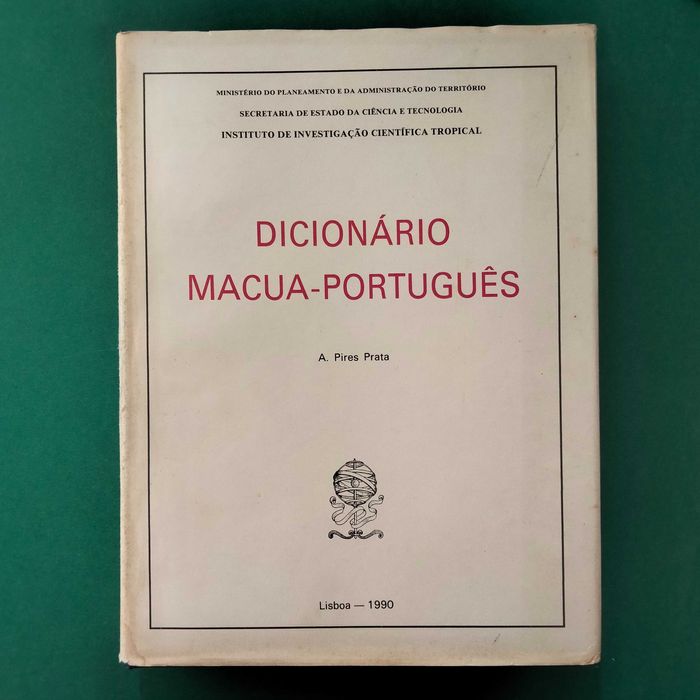 MINISTÉRIO DO PLANEAMENTO E DA ADMINISTRAÇÃO DO TERRITÓRIO
SECRETARIA DE ESTADO DA CIÊNCIA E TECNOLOGIA
INSTITUTO DE INVESTIGAÇÃO CIENTÍFICA TROPICAL
DICIONÁRIO
MACUA-PORTUGUÊS
A. Pires Prata
Lisboa — 1990